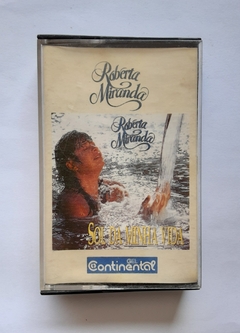 Roberta
Miranda
Roberta
Miranda
SOL DA MINHA VIDA
Continental